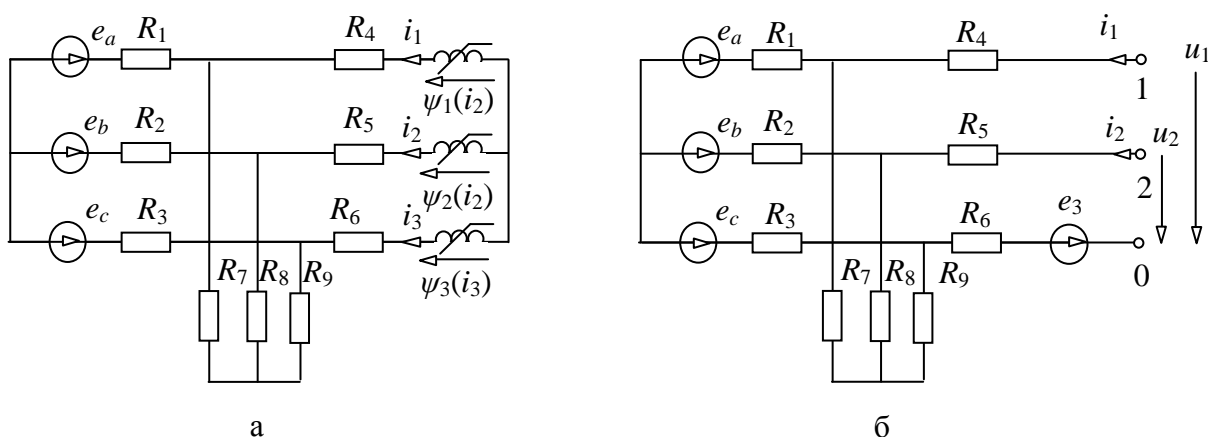 e_a R_1 R_4 i_1
ψ_1(i_2)
e_b R_2 R_5 i_2
ψ_2(i_2)
e_c R_3 R_6 i_3
ψ_3(i_3)
R_7 R_8 R_9
а
e_a R_1 R_4 i_1 u_1
1
e_b R_2 R_5 i_2 u_2
2
e_c R_3 R_6 e_3
0
R_7 R_8 R_9
б